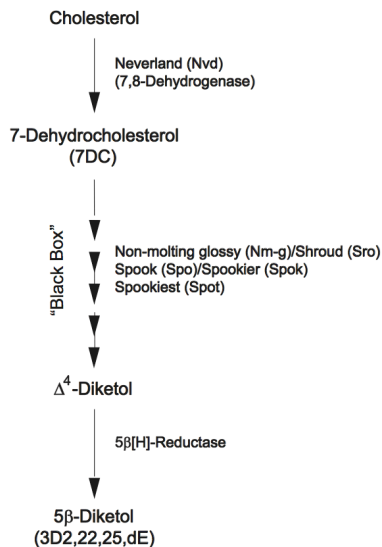 Cholesterol
Neverland (Nvd)
(7,8-Dehydrogenase)
7-Dehydrocholesterol
(7DC)
“Black Box”
Non-molting glossy (Nm-g)/Shroud (Sro)
Spook (Spo)/Spookier (Spok)
Spookiest (Spot)
Δ⁴-Diketol
5β[H]-Reductase
5β-Diketol
(3D2,22,25,dE)